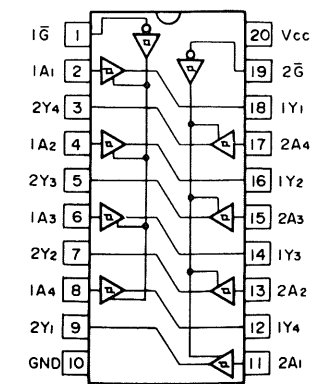 1G̅ 1 20 Vcc
1A1 2 19 2G̅
2Y4 3 18 1Y1
1A2 4 17 2A4
2Y3 5 16 1Y2
1A3 6 15 2A3
2Y2 7 14 1Y3
1A4 8 13 2A2
2Y1 9 12 1Y4
GND 10 11 2A1